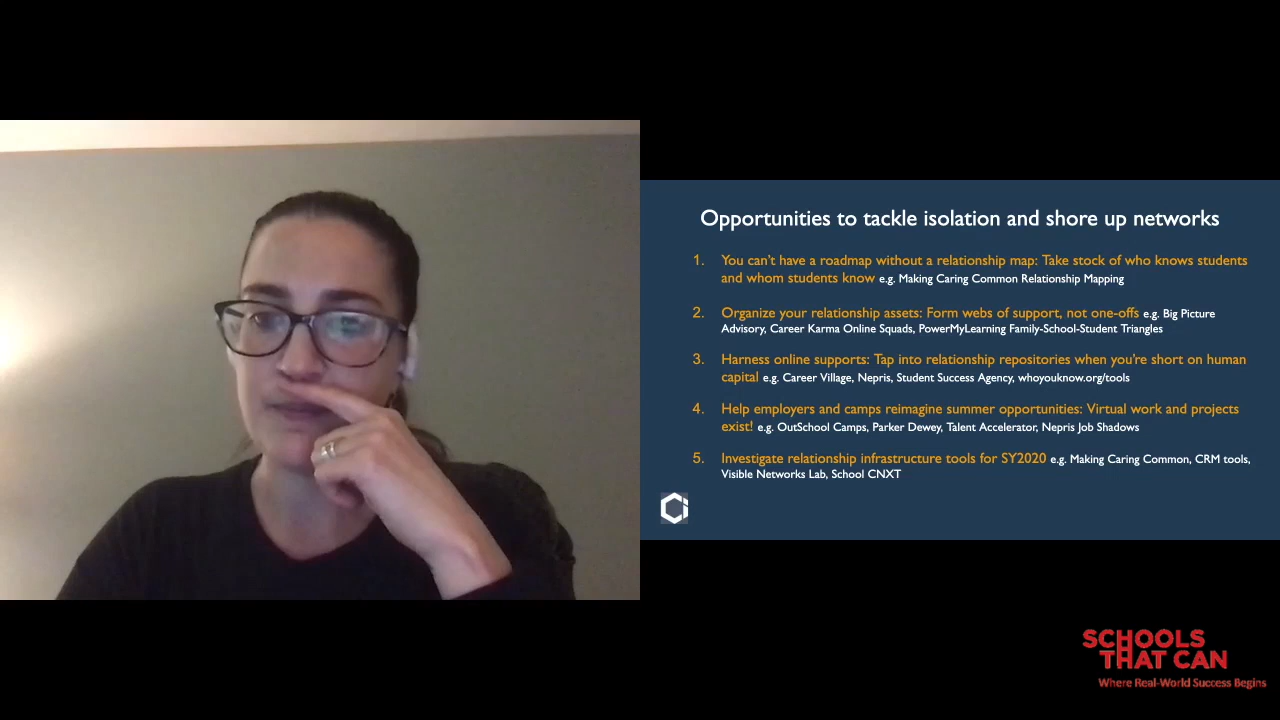 Opportunities to tackle isolation and shore up networks
1. You can't have a roadmap without a relationship map: Take stock of who knows students
and whom students know e.g. Making Caring Common Relationship Mapping
2. Organize your relationship assets: Form webs of support, not one-offs e.g. Big Picture
Advisory, Career Karma Online Squads, PowerMyLearning Family-School-Student Triangles
3. Harness online supports: Tap into relationship repositories when you're short on human
capital e.g. Career Village, Nepris, Student Success Agency, whoyouknow.org/tools
4. Help employers and camps reimagine summer opportunities: Virtual work and projects
exist! e.g. OutSchool Camps, Parker Dewey, Talent Accelerator, Nepris Job Shadows
5. Investigate relationship infrastructure tools for SY2020 e.g. Making Caring Common, CRM tools,
Visible Networks Lab, School CNXT
SCHOOLS
THAT CAN
Where Real-World Success Begins